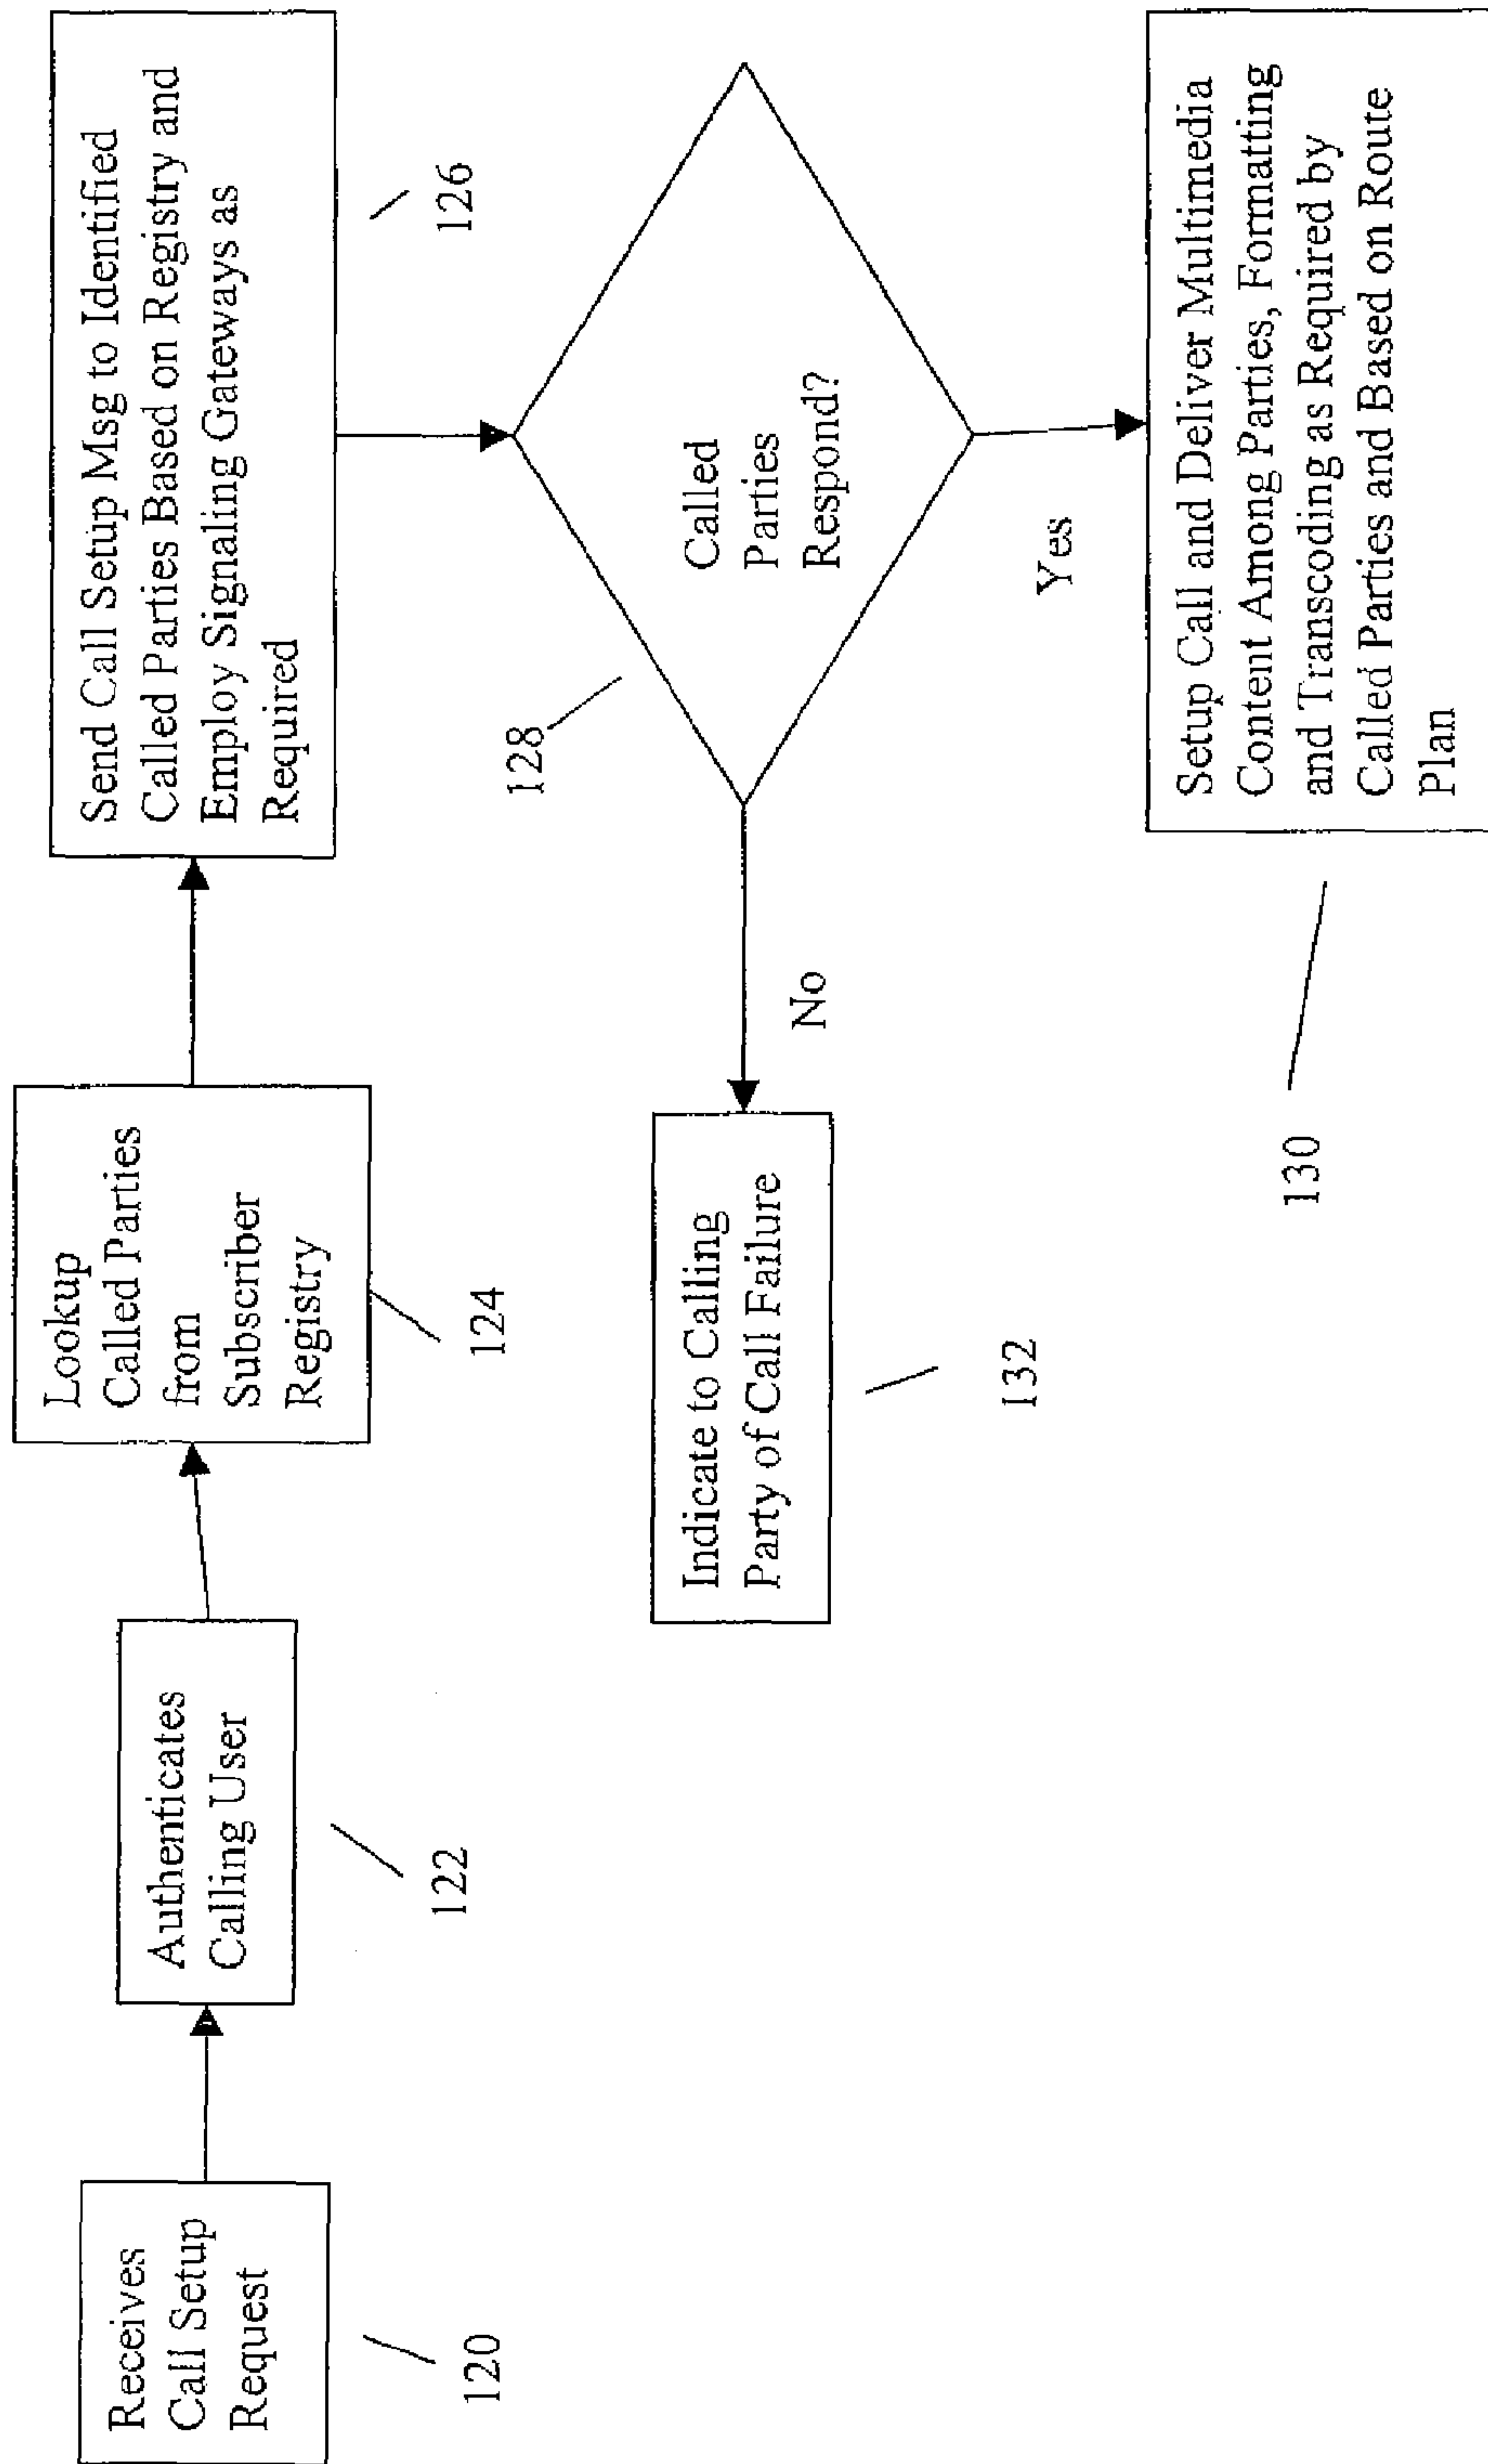 Receives
Call Setup
Request
120
Authenticates
Calling User
122
Lookup
Called Parties
from
Subscriber
Registry
124
Send Call Setup Msg to Identified
Called Parties Based on Registry and
Employ Signaling Gateways as
Required
126
Called
Parties
Respond?
128
No
Indicate to Calling
Party of Call Failure
132
Yes
Setup Call and Deliver Multimedia
Content Among Parties, Formatting
and Transcoding as Required by
Called Parties and Based on Route
Plan
130